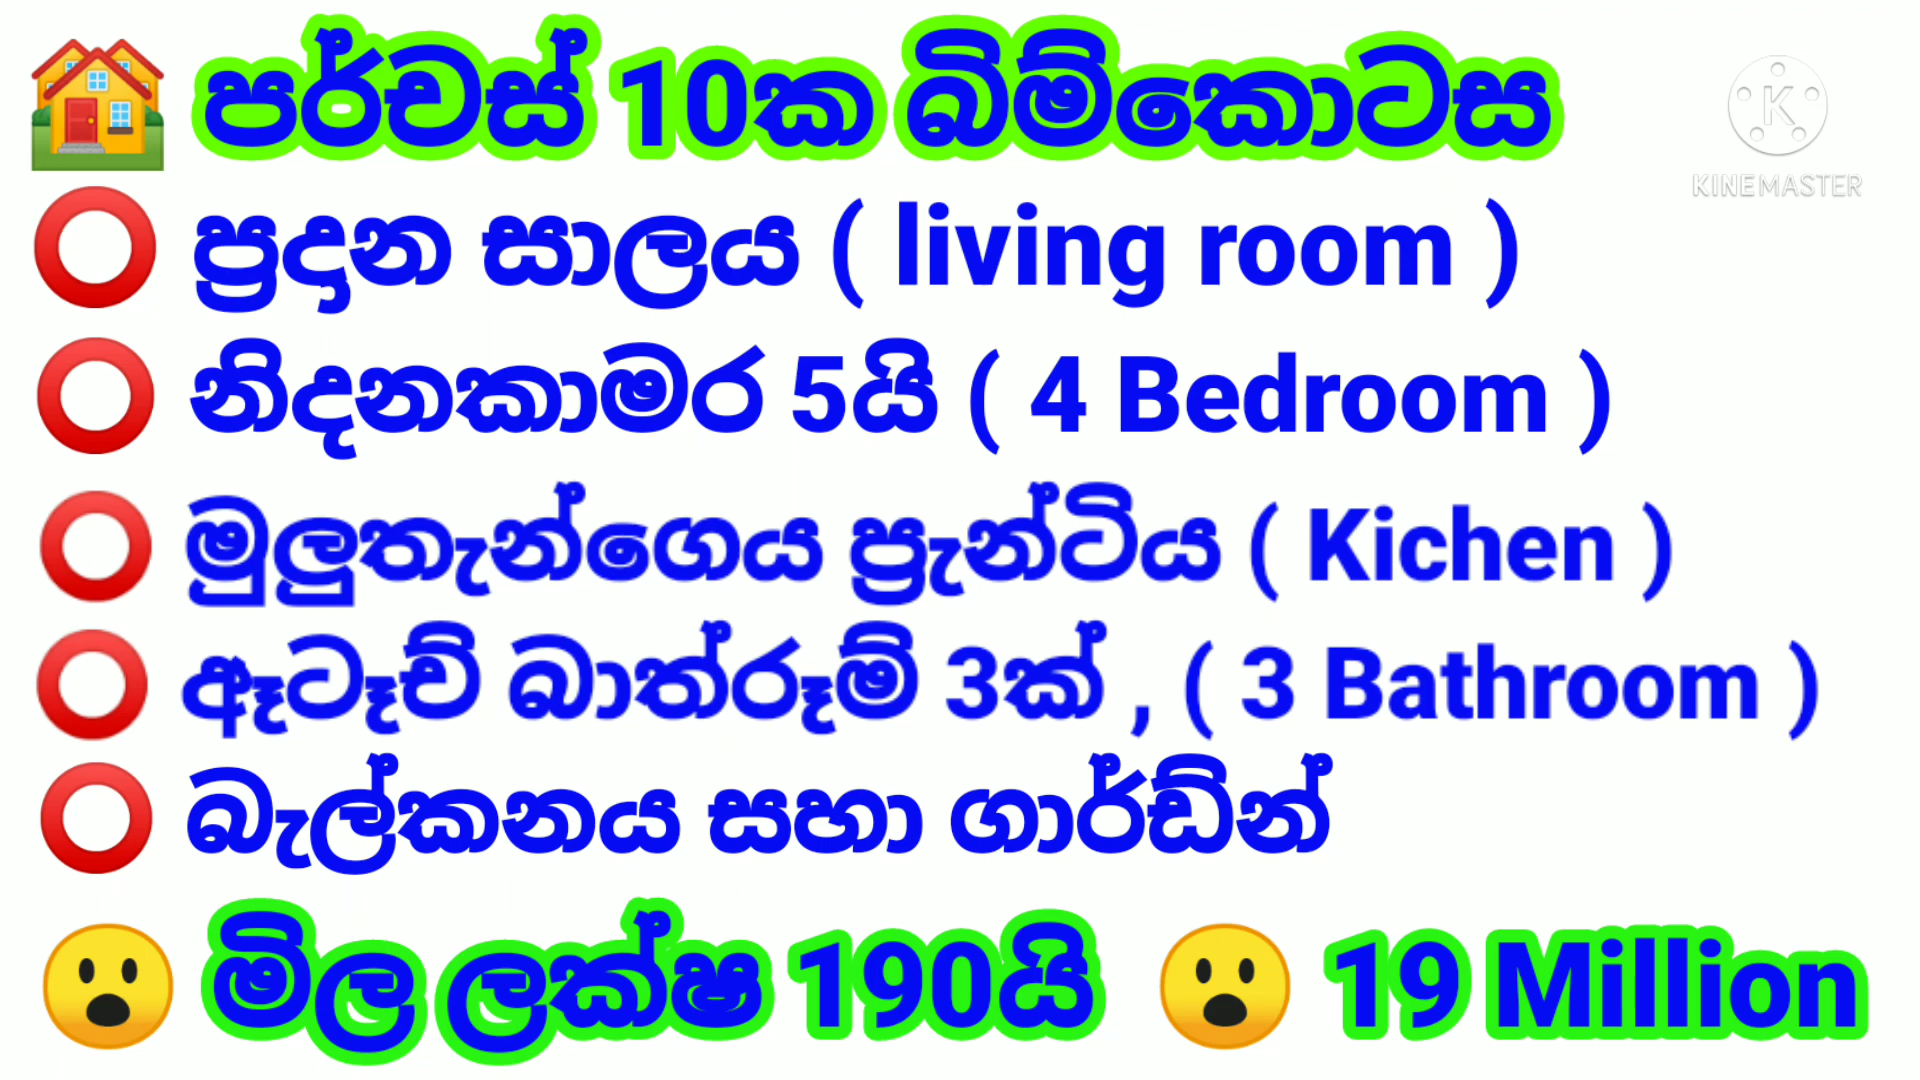 පර්චස් 10ක බිම්කොටස
KINEMASTER
ප්‍රදාන සාලය ( living room )
නිදනකාමර 5යි ( 4 Bedroom )
මුලුතැන්ගෙය ප්‍රැන්ටිය ( Kichen )
ඇටෑච් බාත්රූම් 3ක් , ( 3 Bathroom )
බැල්කනය සහා ගාර්ඩ්න්
මිල ලක්ෂ 190යි 19 Million